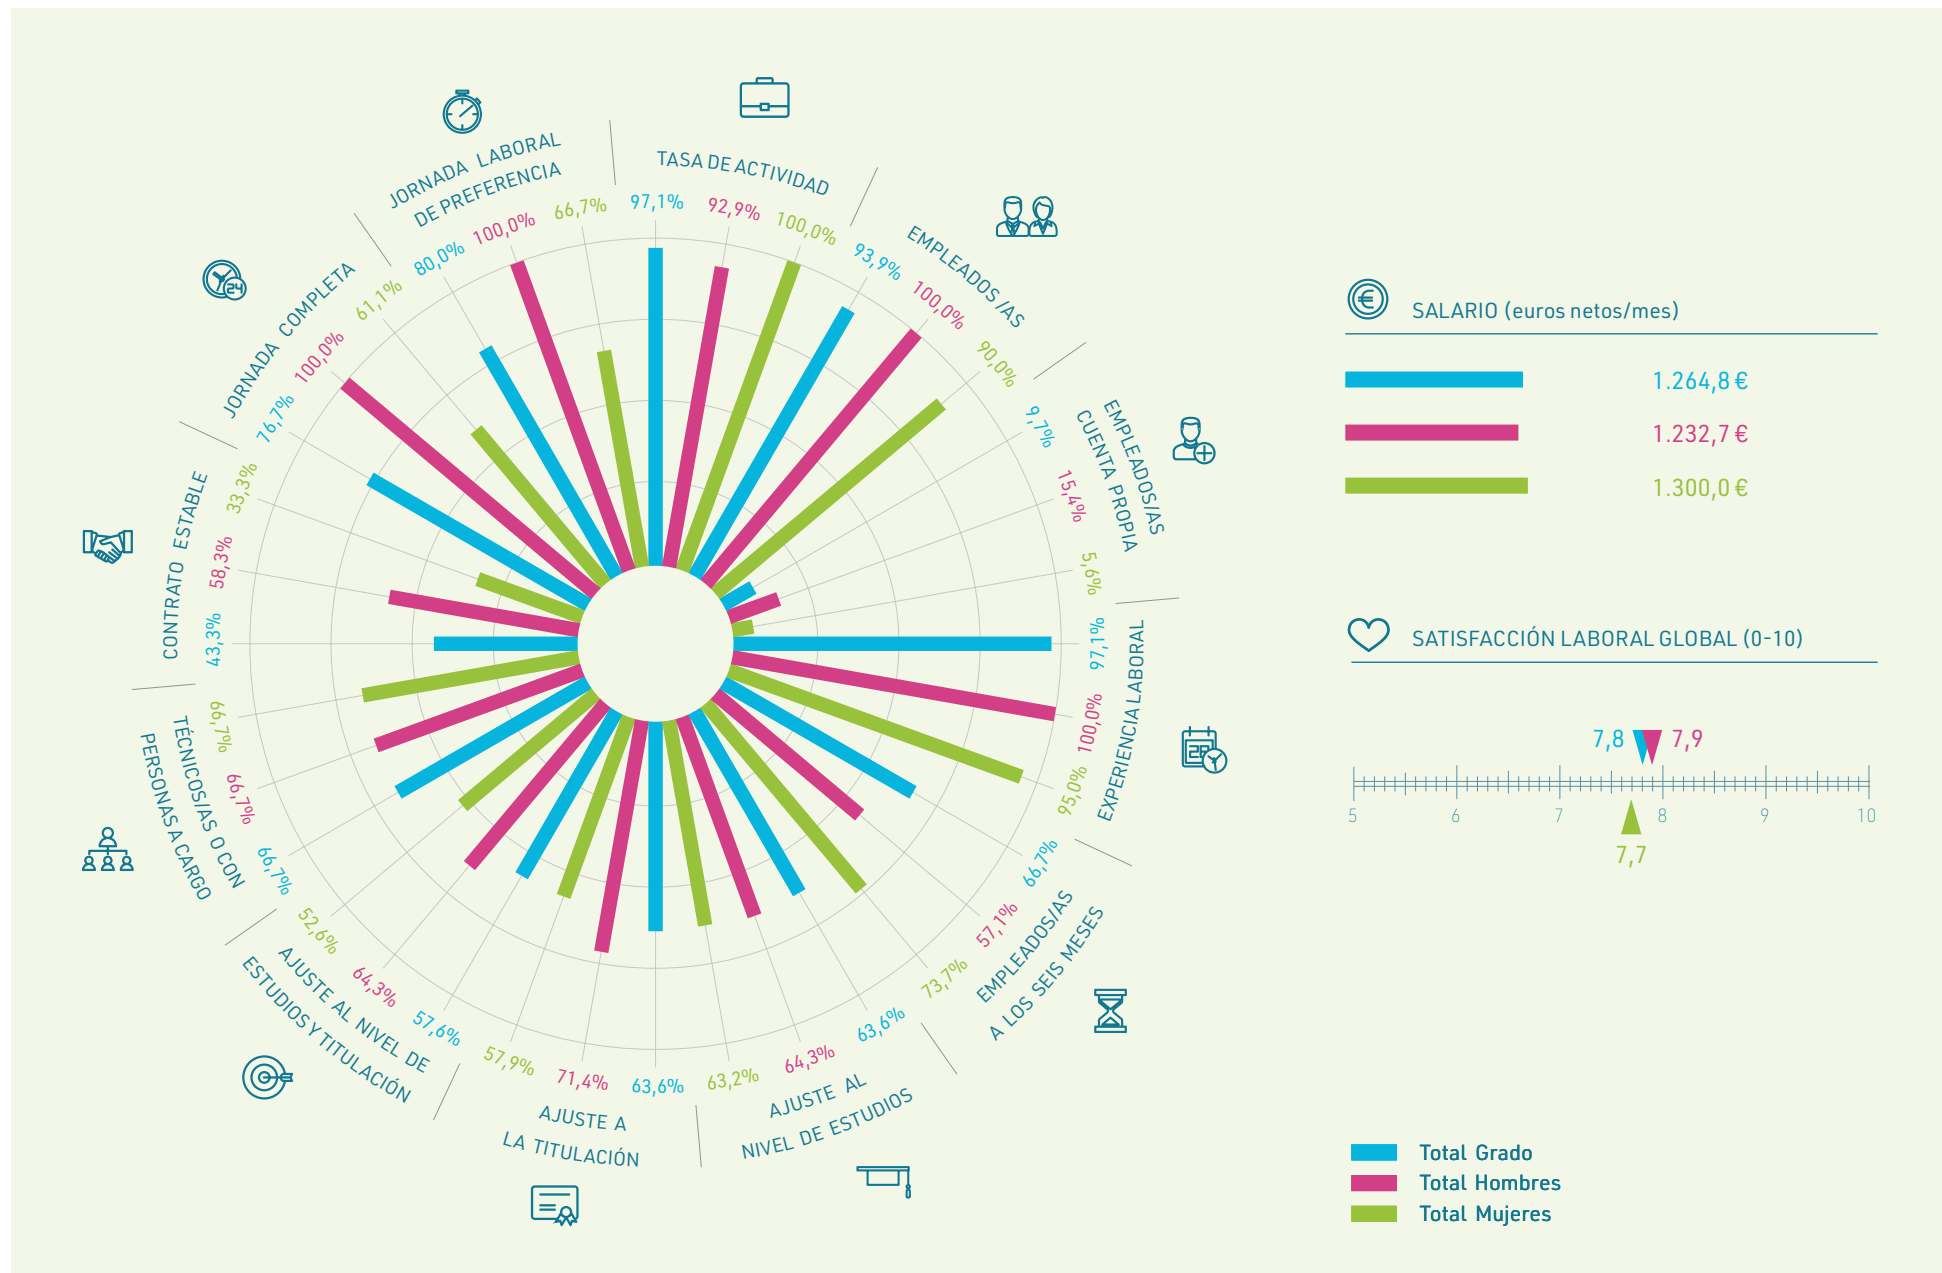 TASA DE ACTIVIDAD
97,1%
92,9%
100,0%
EMPLEADOS /AS
93,9%
100,0%
90,0%
EMPLEADOS/AS
CUENTA PROPIA
9,7%
15,4%
5,6%
EXPERIENCIA LABORAL
97,1%
100,0%
95,0%
EMPLEADOS/AS
A LOS SEIS MESES
66,7%
57,1%
73,7%
AJUSTE AL
NIVEL DE ESTUDIOS
63,6%
64,3%
63,2%
AJUSTE A
LA TITULACIÓN
63,6%
71,4%
57,9%
AJUSTE AL NIVEL DE
ESTUDIOS Y TITULACIÓN
57,6%
64,3%
52,6%
TÉCNICOS/AS O CON
PERSONAS A CARGO
66,7%
66,7%
66,7%
CONTRATO ESTABLE
43,3%
58,3%
33,3%
JORNADA COMPLETA
76,7%
100,0%
61,1%
24
JORNADA LABORAL
DE PREFERENCIA
80,0%
100,0%
66,7%
SALARIO (euros netos/mes)
1.264,8 €
1.232,7 €
1.300,0 €
SATISFACCIÓN LABORAL GLOBAL (0-10)
7,8
7,9
5
6
7
8
9
10
7,7
Total Grado
Total Hombres
Total Mujeres